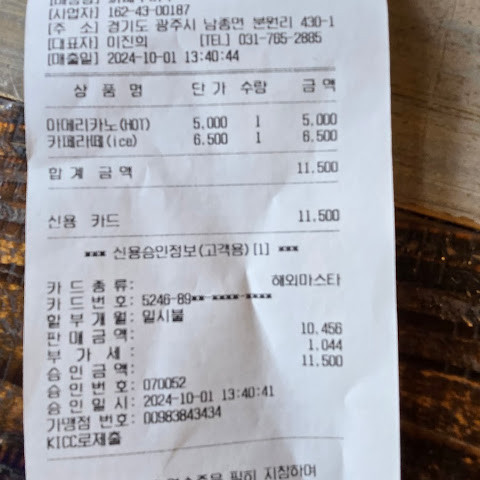 [사업자] 162-43-00187
[주 소] 경기도 광주시 남종면 분원리 430-1
[대표자] 이진희 [TEL] 031-765-2885
[매출일] 2024-10-01 13:40:44
상 품 명 단 가 수량 금 액
아메리카노(HOT) 5,000 1 5,000
카페라떼(ice) 6,500 1 6,500
합 계 금 액 11,500
신용 카드 11,500
*** 신용승인정보(고객용) [1] ***
카 드 종 류: 해외마스타
카 드 번 호: 5246-89**-****-****
할 부 개 월: 일시불
판 매 금 액: 10,456
부 가 세: 1,044
승 인 금 액: 11,500
승 인 번 호: 070052
승 인 일 시: 2024-10-01 13:40:41
가맹점 번호: 00983843434
KICC로제출
필히 지참하여